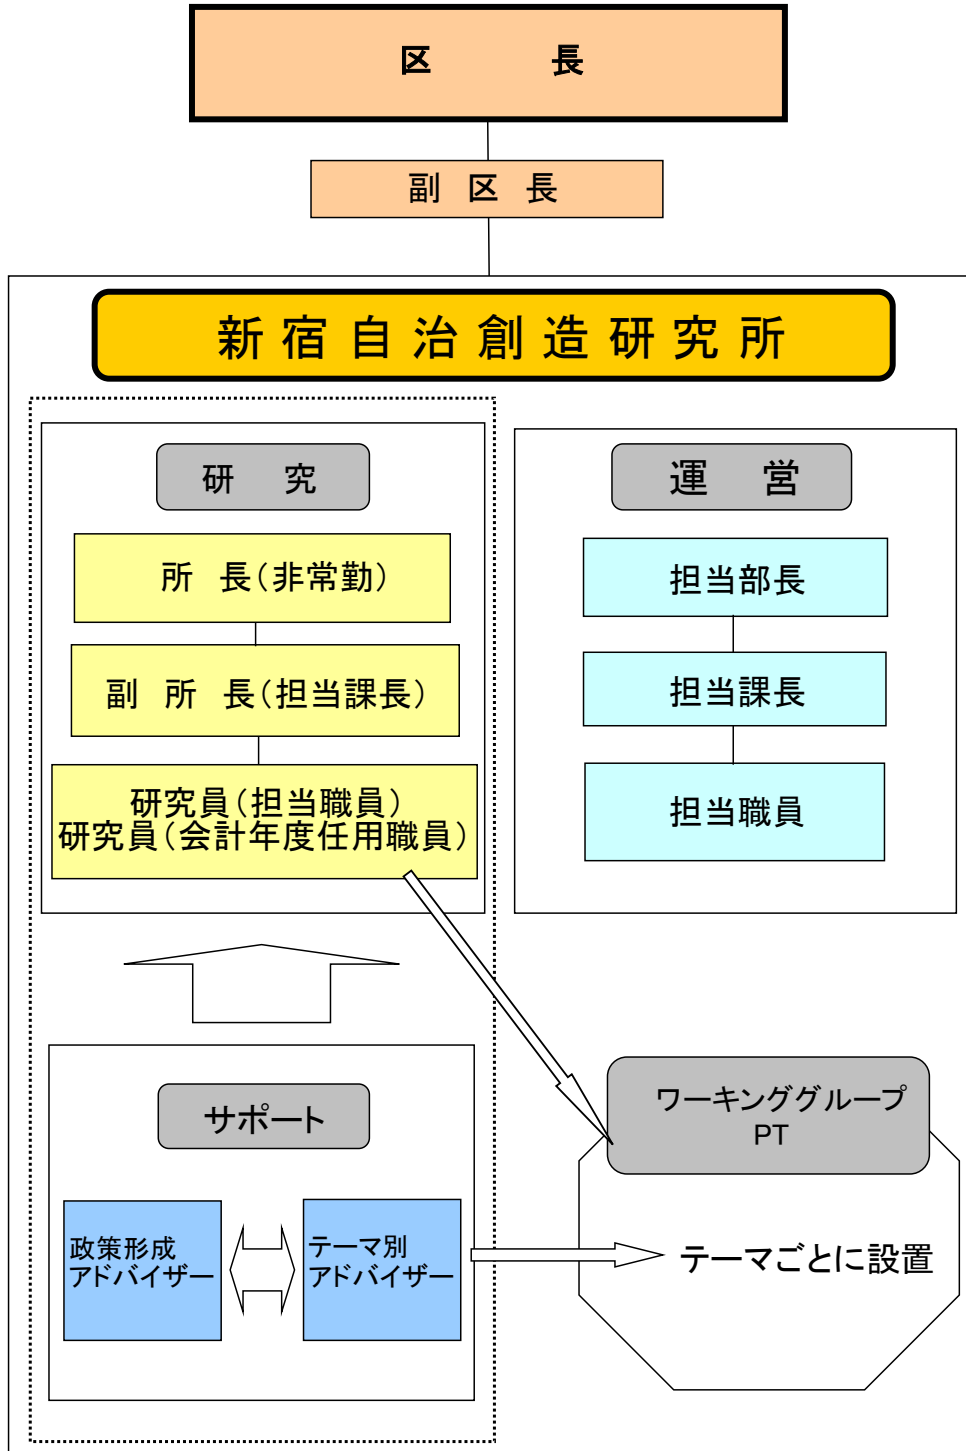 区　長
副 区 長
新宿自治創造研究所
研　究
所 長（非常勤）
副 所 長（担当課長）
研究員（担当職員）
研究員（会計年度任用職員）
運　営
担当部長
担当課長
担当職員
サポート
政策形成
アドバイザー
テーマ別
アドバイザー
ワーキンググループ
PT
テーマごとに設置